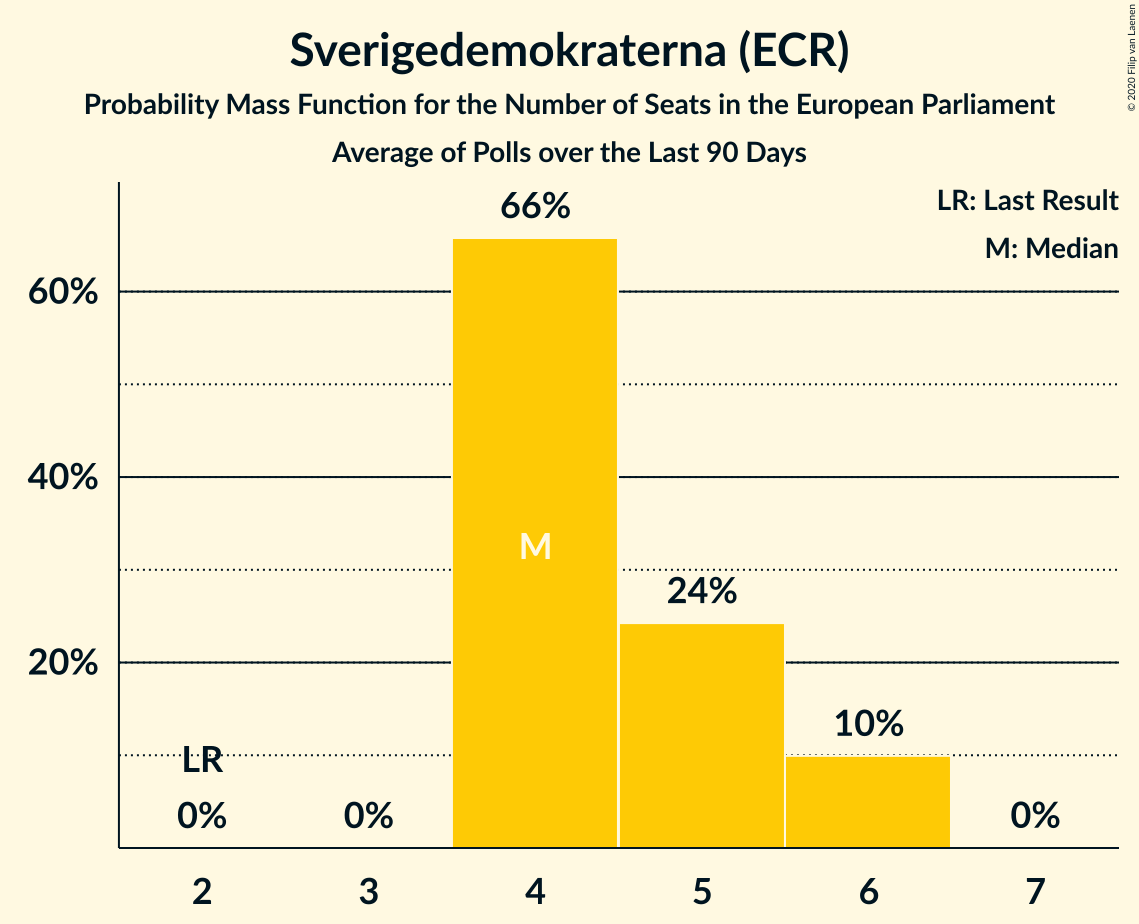 Sverigedemokraterna (ECR)
Probability Mass Function for the Number of Seats in the European Parliament
Average of Polls over the Last 90 Days
© 2020 Filip van Laenen
LR: Last Result
M: Median
66%
60%
40%
M
24%
20%
10%
LR
0%
0%
0%
2
3
4
5
6
7